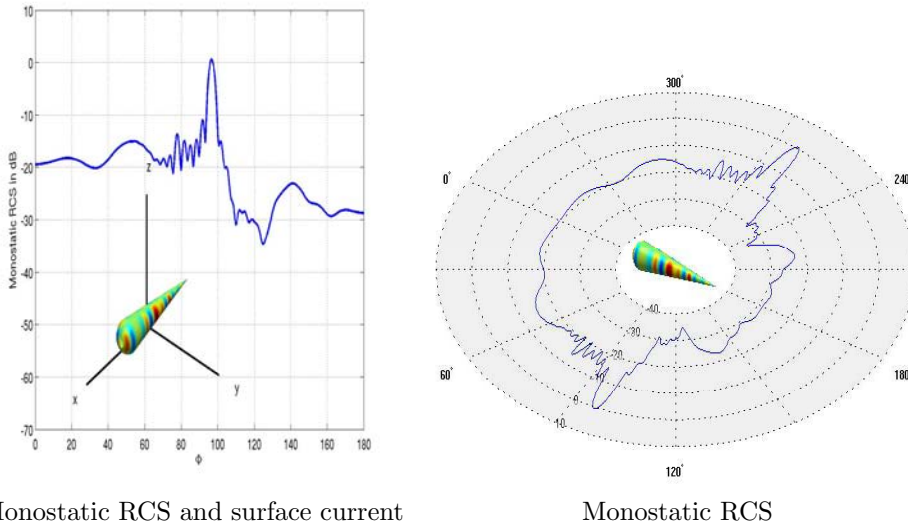 10
0
-10
-20
-30
-40
-50
-60
-70
Monostatic RCS in dB
z
x
y
0 20 40 60 80 100 120 140 160 180
ϕ
300°
0°
240
60°
180
120°
-40
-30
-20
-10
0
10
Monostatic RCS and surface current
Monostatic RCS